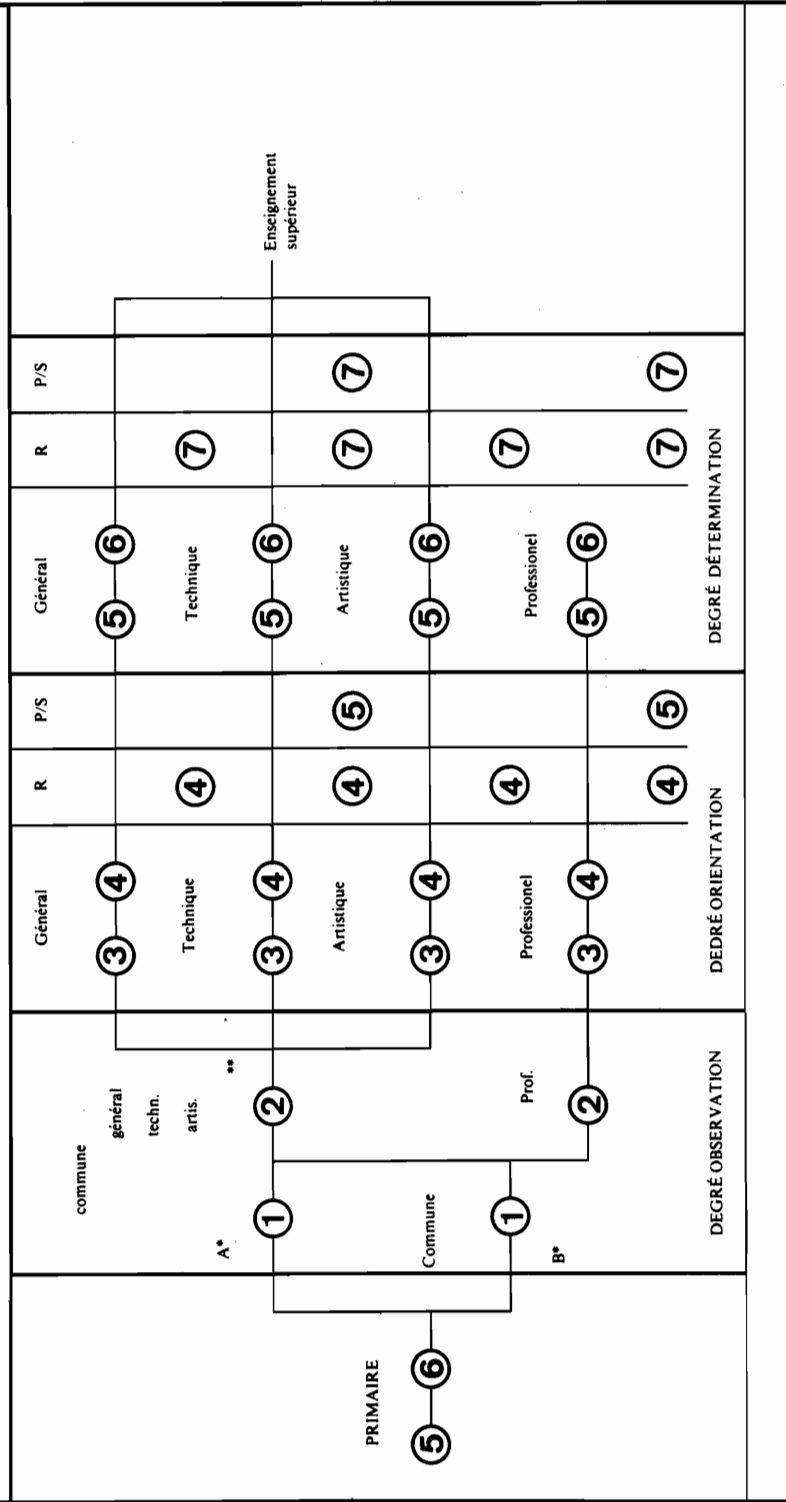 PRIMAIRE
5 6
commune
général
techn.
artis.
**
A*
1
2
Commune
1
B*
Prof.
2
DEGRÉ OBSERVATION
Général
R
P/S
3 4
Technique
4
3 4
Artistique
4
5
3 4
Professionel
4
3 4
4
5
DEDRÉ ORIENTATION
Général
R
P/S
5 6
Technique
7
5 6
Artistique
7
7
5 6
Professionel
7
5 6
7
7
DEGRÉ DÉTERMINATION
Enseignement
supérieur